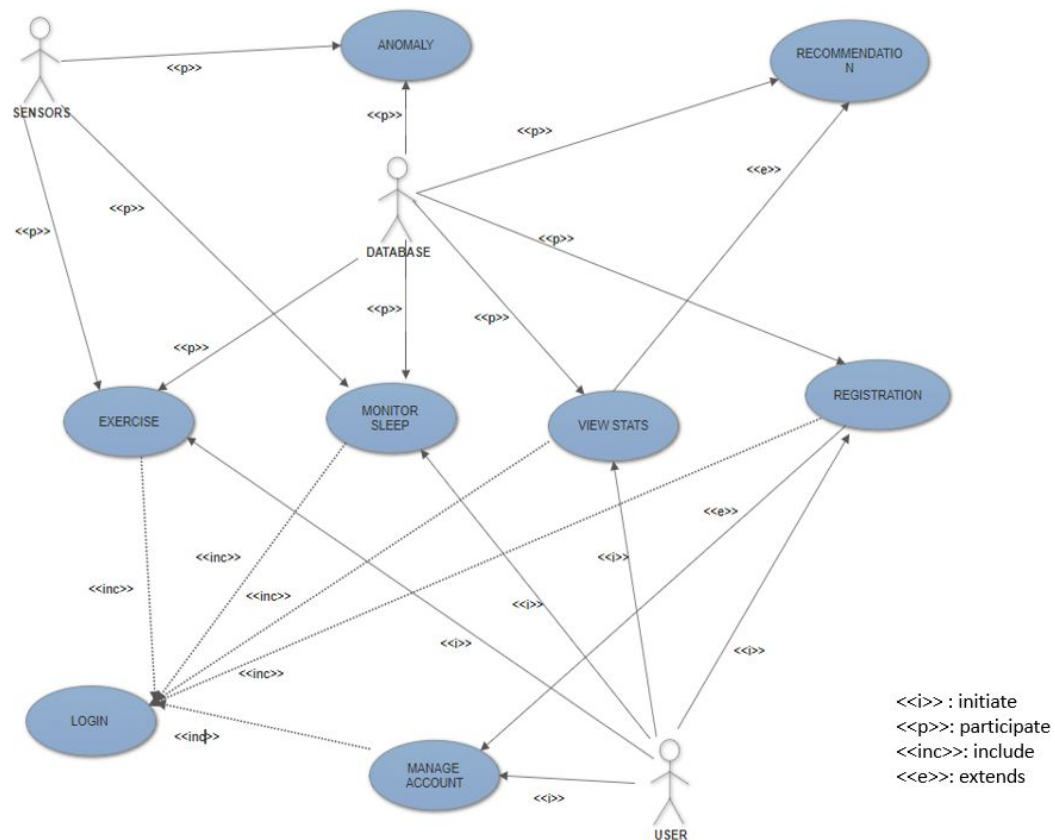 ANOMALY
RECOMMENDATIO
N
<<p>>
SENSORS
<<p>>
<<p>>
<<e>>
<<p>>
<<p>>
<<p>>
DATABASE
<<p>>
<<p>>
<<p>>
EXERCISE
MONITOR
SLEEP
VIEW STATS
REGISTRATION
<<e>>
<<inc>>
<<i>>
<<inc>>
<<inc>>
<<i>>
<<i>>
<<i>>
<<inc>>
LOGIN
<<inc>>
MANAGE
ACCOUNT
<<i>>
USER
<<i>> : initiate
<<p>>: participate
<<inc>>: include
<<e>>: extends